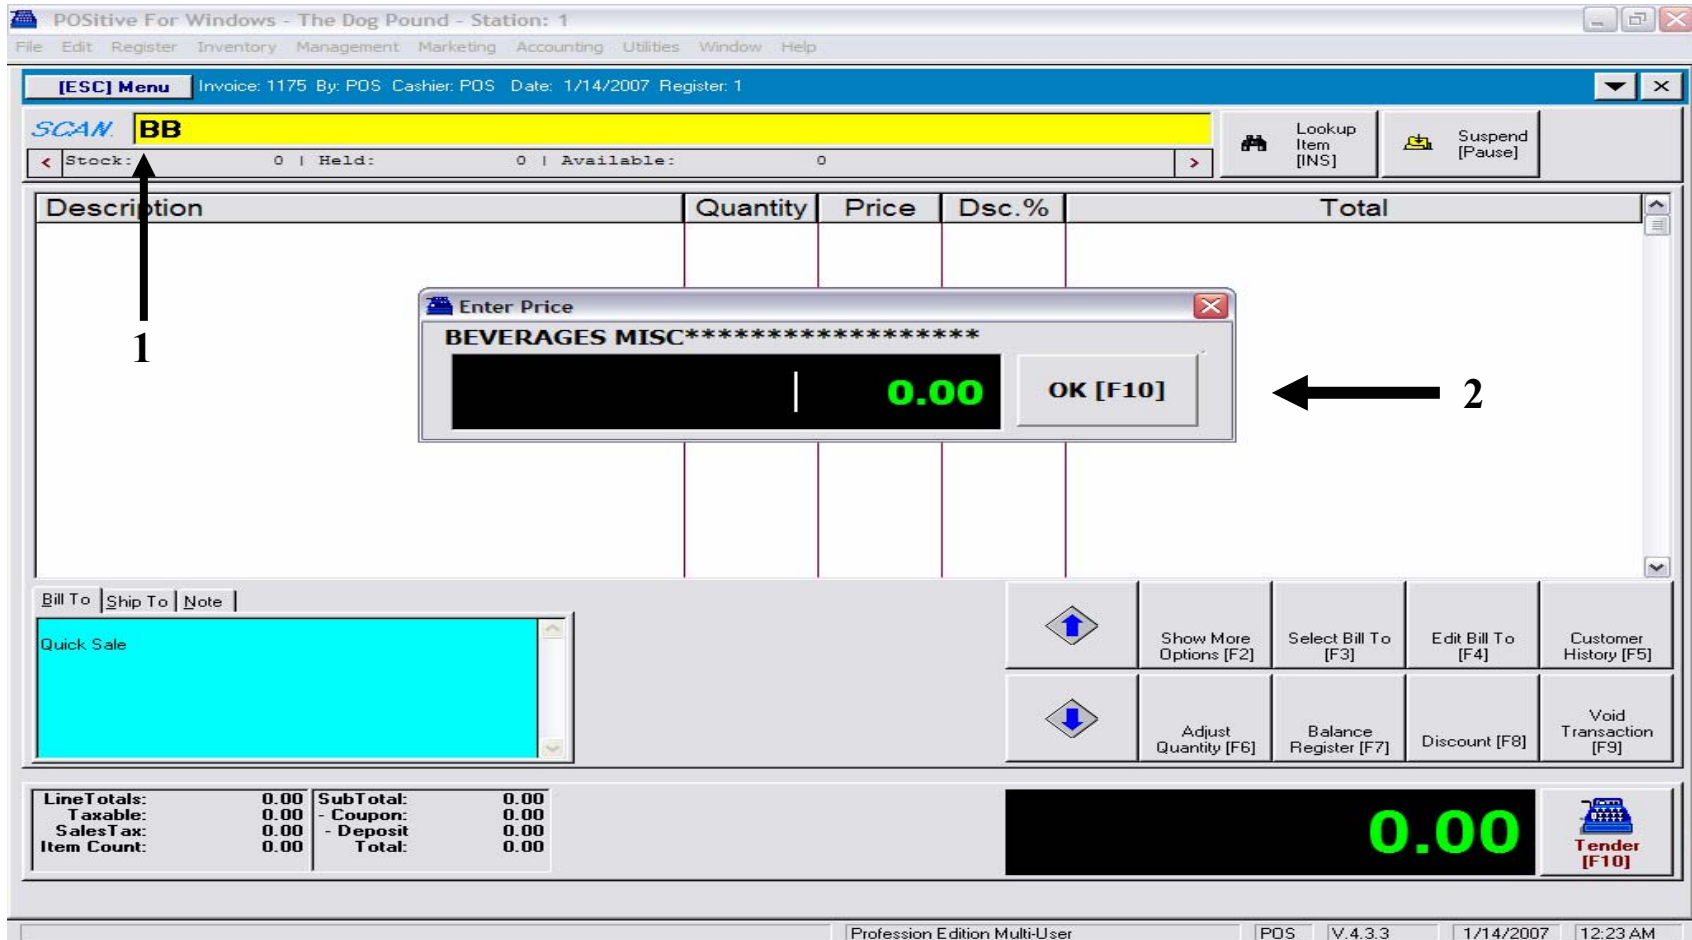 POSitive For Windows - The Dog Pound - Station: 1
File Edit Register Inventory Management Marketing Accounting Utilities Window Help
[ESC] Menu Invoice: 1175 By: POS Cashier: POS Date: 1/14/2007 Register: 1
SCAN: BB
Lookup Item [INS]
Suspend [Pause]
< Stock: 0 | Held: 0 | Available: 0 >
Description Quantity Price Dsc.% Total
Enter Price
BEVERAGES MISC******************
0.00 OK [F10]
1
2
Bill To Ship To Note
Quick Sale
Show More Options [F2]
Select Bill To [F3]
Edit Bill To [F4]
Customer History [F5]
Adjust Quantity [F6]
Balance Register [F7]
Discount [F8]
Void Transaction [F9]
LineTotals: 0.00 SubTotal: 0.00
Taxable: 0.00 - Coupon: 0.00
SalesTax: 0.00 - Deposit 0.00
Item Count: 0.00 Total: 0.00
0.00
Tender [F10]
Profession Edition Multi-User POS V.4.3.3 1/14/2007 12:23 AM